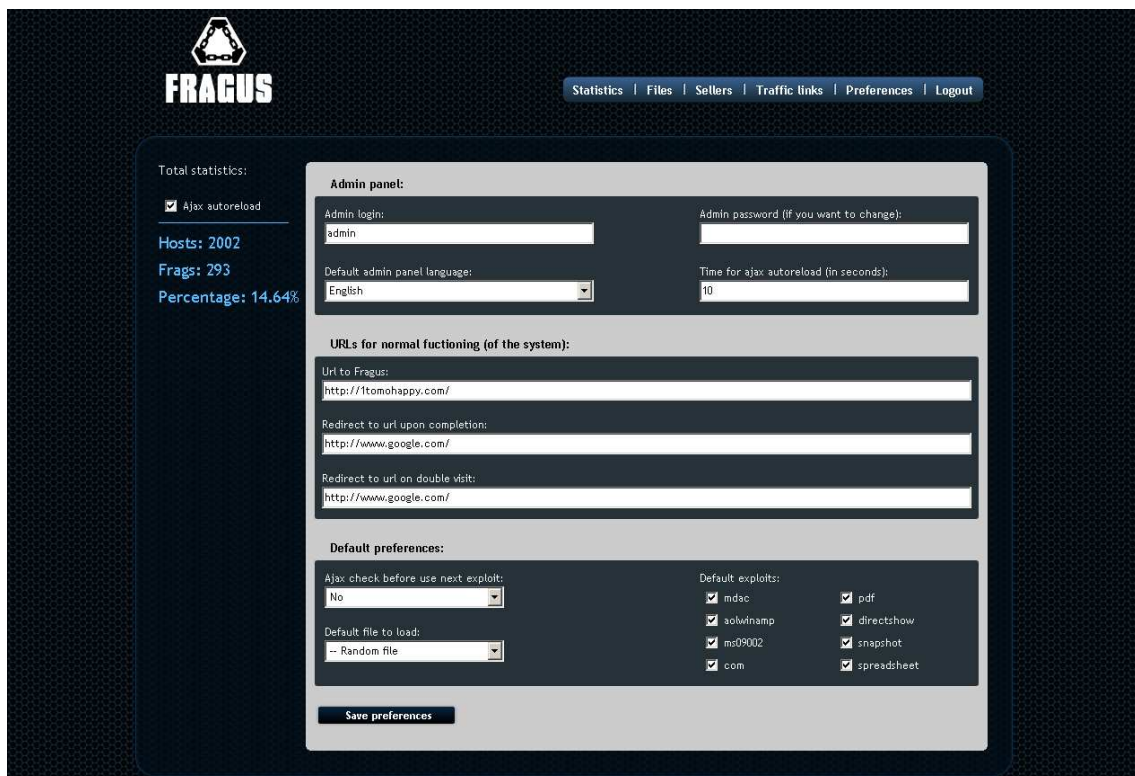 FRAGUS
Statistics | Files | Sellers | Traffic links | Preferences | Logout
Total statistics:
Ajax autoreload
Hosts: 2002
Frags: 293
Percentage: 14.64%
Admin panel:
Admin login:
admin
Admin password (if you want to change):
Default admin panel language:
English
Time for ajax autoreload (in seconds):
10
URLs for normal fuctioning (of the system):
Url to Fragus:
http://1tomohappy.com/
Redirect to url upon completion:
http://www.google.com/
Redirect to url on double visit:
http://www.google.com/
Default preferences:
Ajax check before use next exploit:
No
Default file to load:
-- Random file
Default exploits:
mdac
pdf
aolwinamp
directshow
ms09002
snapshot
com
spreadsheet
Save preferences